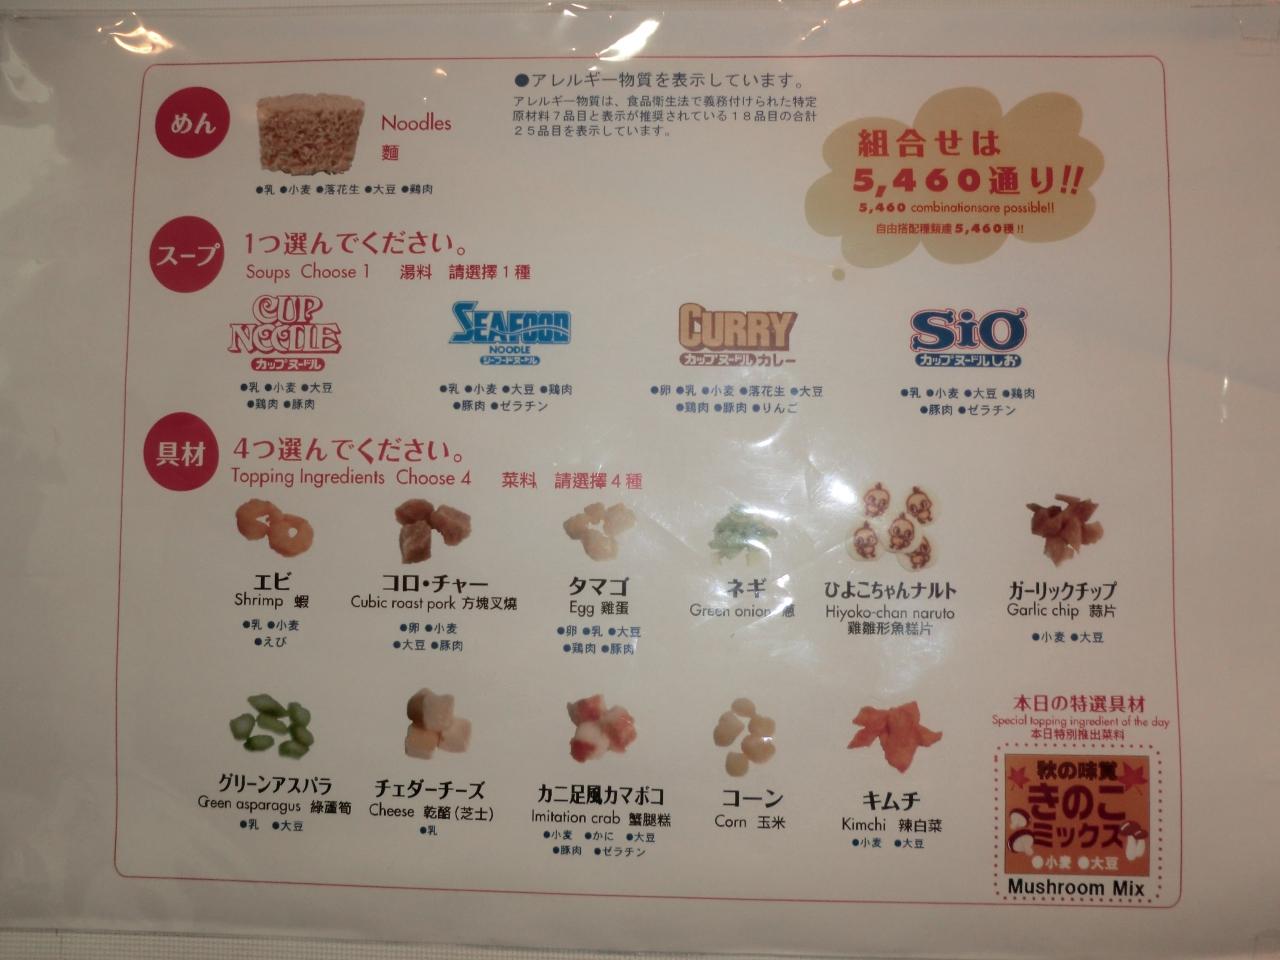 めん
Noodles
麵
●乳 ●小麦 ●落花生 ●大豆 ●鶏肉
●アレルギー物質を表示しています。
アレルギー物質は、食品衛生法で義務付けられた特定
原材料７品目と表示が推奨されている１８品目の合計
２５品目を表示しています。
組合せは
5,460通り!!
5,460 combinationsare possible!!
自由搭配種類達5,460種!!
スープ
1つ選んでください。
Soups Choose 1 湯料 請選擇1種
CUP NOODLE
カップヌードル
●乳 ●小麦 ●大豆
●鶏肉 ●豚肉
SEAFOOD
NOODLE
シーフードヌードル
●乳 ●小麦 ●大豆 ●鶏肉
●豚肉 ●ゼラチン
CURRY
カップヌードルカレー
●卵 ●乳 ●小麦 ●落花生 ●大豆
●鶏肉 ●豚肉 ●りんご
SiO
カップヌードルしお
●乳 ●小麦 ●大豆 ●鶏肉
●豚肉 ●ゼラチン
具材
4つ選んでください。
Topping Ingredients Choose 4 菜料 請選擇4種
エビ
Shrimp 蝦
●乳 ●小麦
●えび
コロ・チャー
Cubic roast pork 方塊叉燒
●卵 ●小麦
●大豆 ●豚肉
タマゴ
Egg 雞蛋
●卵 ●乳 ●大豆
●鶏肉 ●豚肉
ネギ
Green onion 蔥
ひよこちゃんナルト
Hiyoko-chan naruto
雞雛形魚糕片
ガーリックチップ
Garlic chip 蒜片
●小麦 ●大豆
グリーンアスパラ
Green asparagus 綠蘆筍
●乳 ●大豆
チェダーチーズ
Cheese 乾酪(芝士)
●乳
カニ足風カマボコ
Imitation crab 蟹腿糕
●小麦 ●かに ●大豆
●豚肉 ●ゼラチン
コーン
Corn 玉米
キムチ
Kimchi 辣白菜
●小麦 ●大豆
本日の特選具材
Special topping ingredient of the day
本日特別推出菜料
秋の味覚
きのこ
ミックス
●小麦 ●大豆
Mushroom Mix